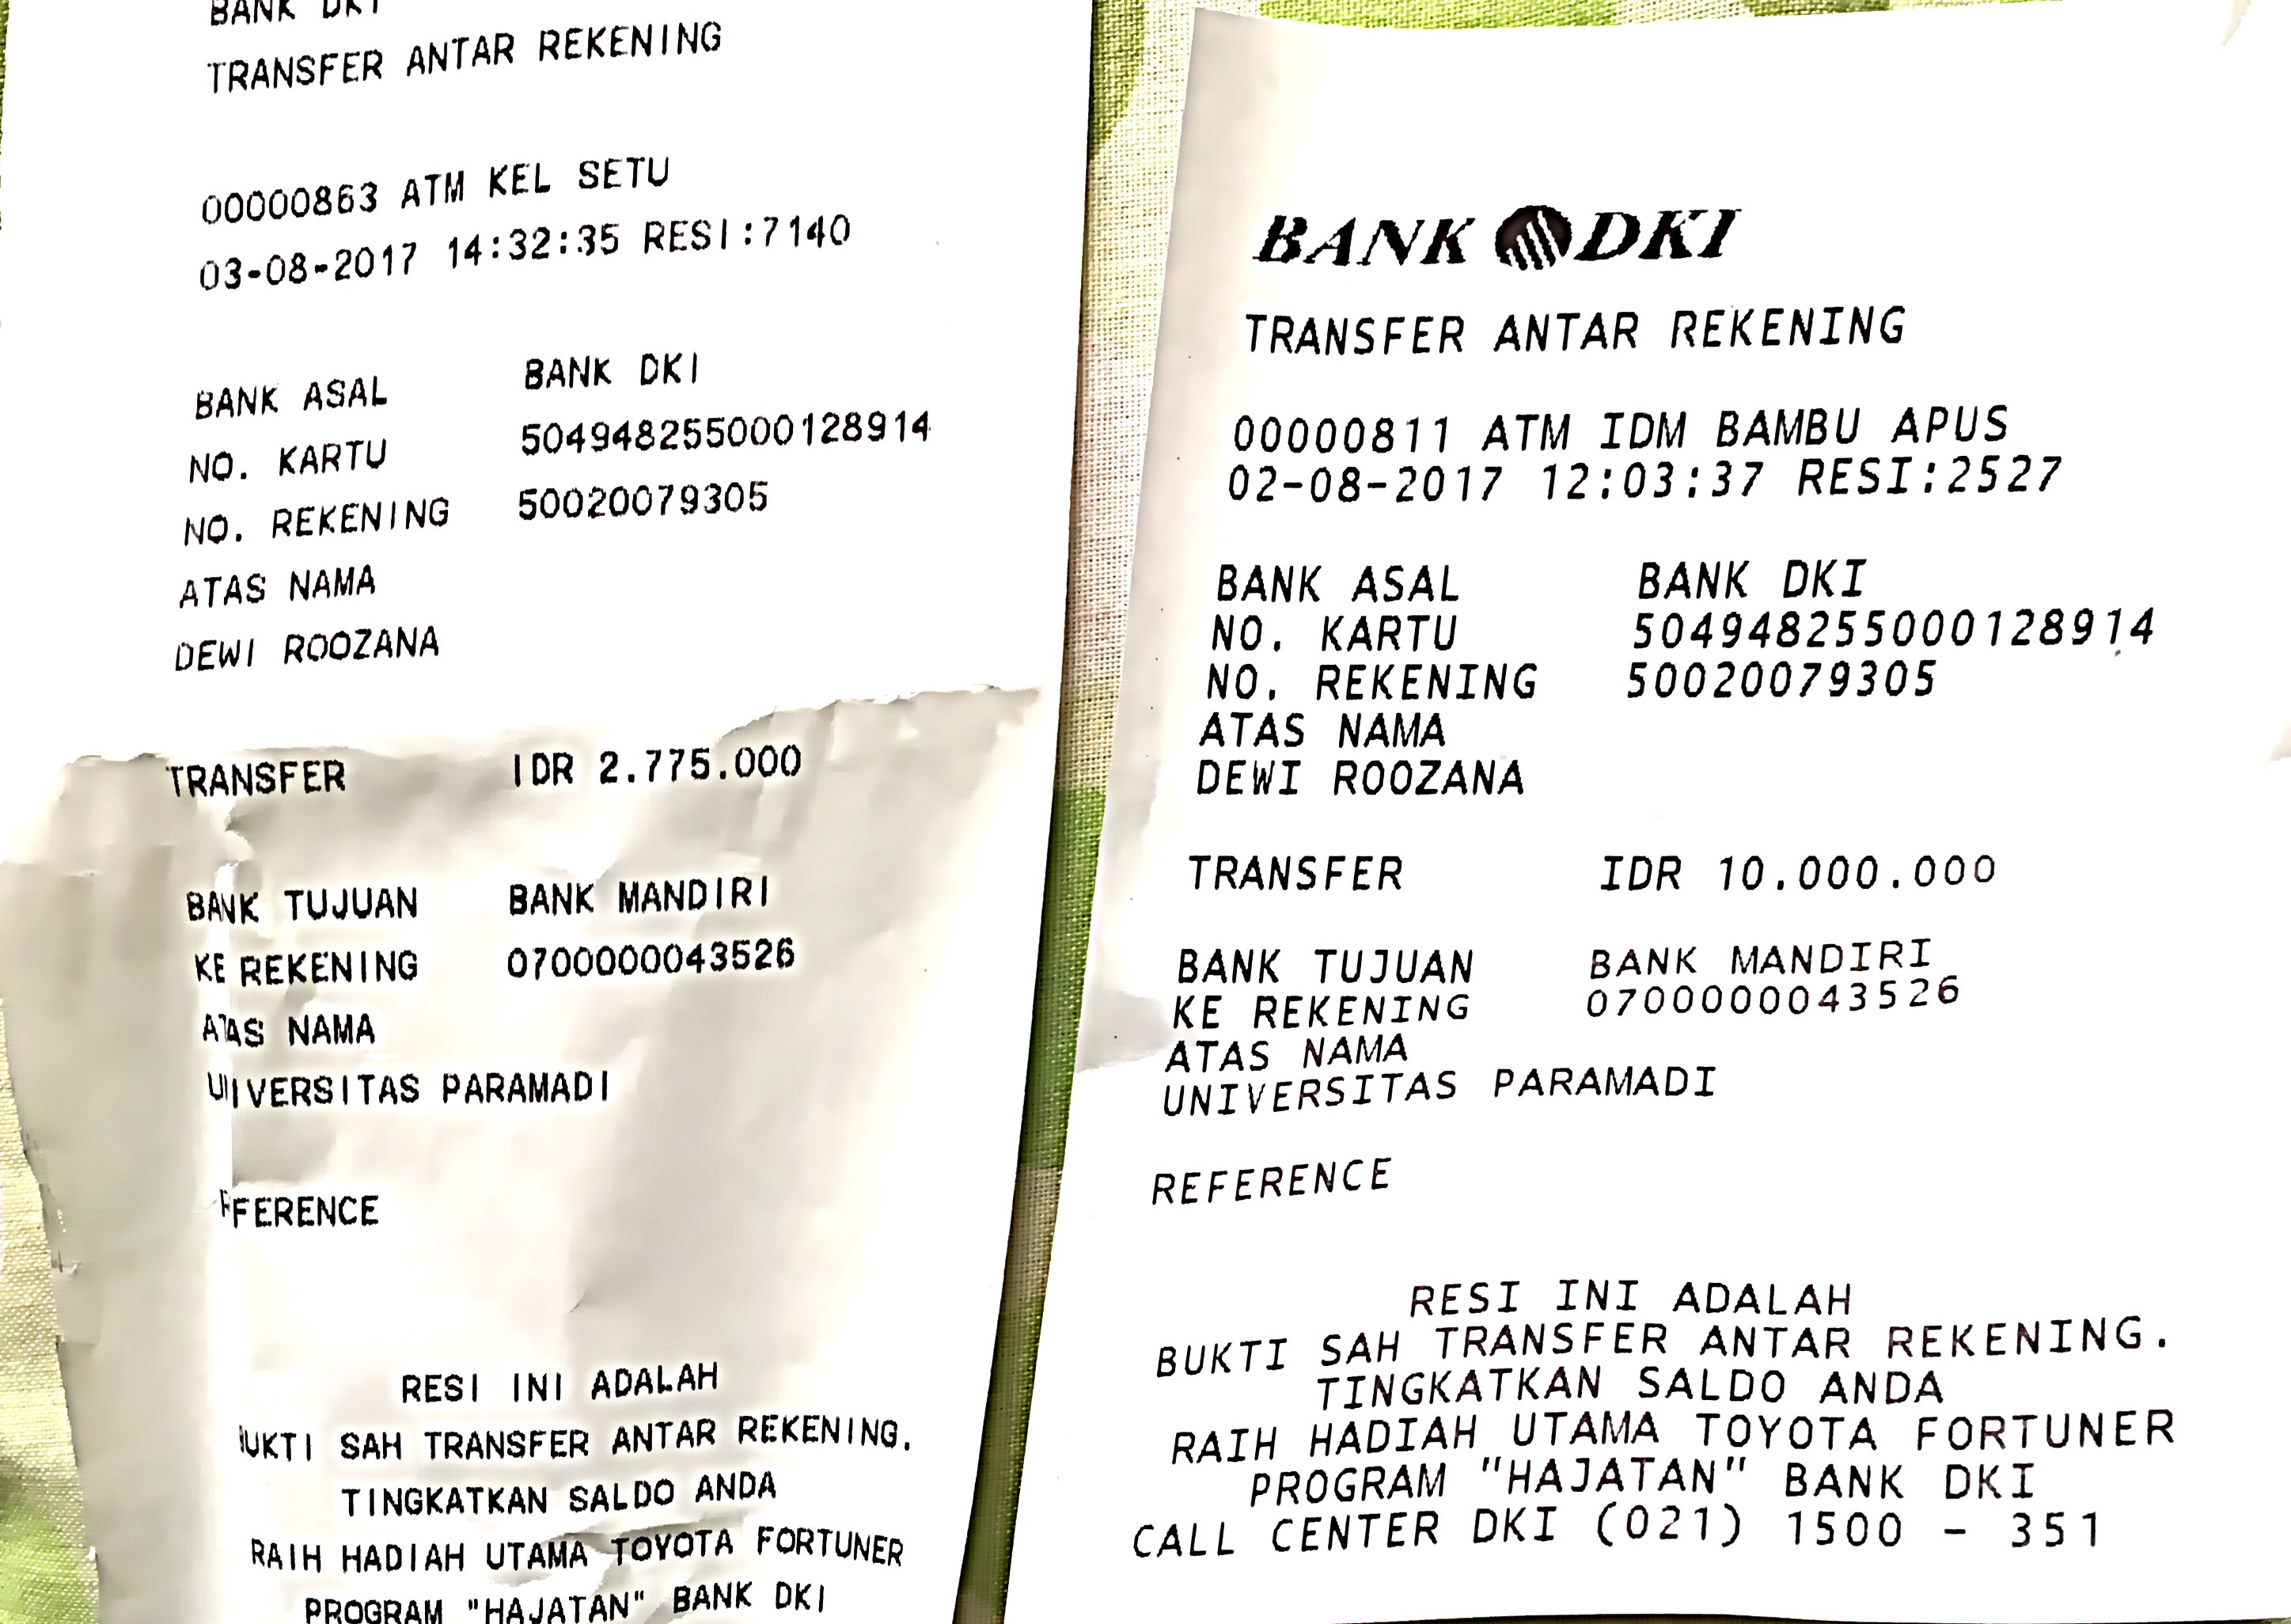 BANK DKI
TRANSFER ANTAR REKENING
00000863 ATM KEL SETU
03-08-2017 14:32:35 RESI:7140
BANK ASAL BANK DKI
NO. KARTU 504948255000128914
NO. REKENING 50020079305
ATAS NAMA
DEWI ROOZANA
TRANSFER IDR 2.775.000
BANK TUJUAN BANK MANDIRI
KE REKENING 0700000043526
ATAS NAMA
UNIVERSITAS PARAMADI
REFERENCE
RESI INI ADALAH
BUKTI SAH TRANSFER ANTAR REKENING.
TINGKATKAN SALDO ANDA
RAIH HADIAH UTAMA TOYOTA FORTUNER
PROGRAM "HAJATAN" BANK DKI
BANK DKI
TRANSFER ANTAR REKENING
00000811 ATM IDM BAMBU APUS
02-08-2017 12:03:37 RESI:2527
BANK ASAL BANK DKI
NO. KARTU 504948255000128914
NO. REKENING 50020079305
ATAS NAMA
DEWI ROOZANA
TRANSFER IDR 10.000.000
BANK TUJUAN BANK MANDIRI
KE REKENING 0700000043526
ATAS NAMA
UNIVERSITAS PARAMADI
REFERENCE
RESI INI ADALAH
BUKTI SAH TRANSFER ANTAR REKENING.
TINGKATKAN SALDO ANDA
RAIH HADIAH UTAMA TOYOTA FORTUNER
PROGRAM "HAJATAN" BANK DKI
CALL CENTER DKI (021) 1500 - 351